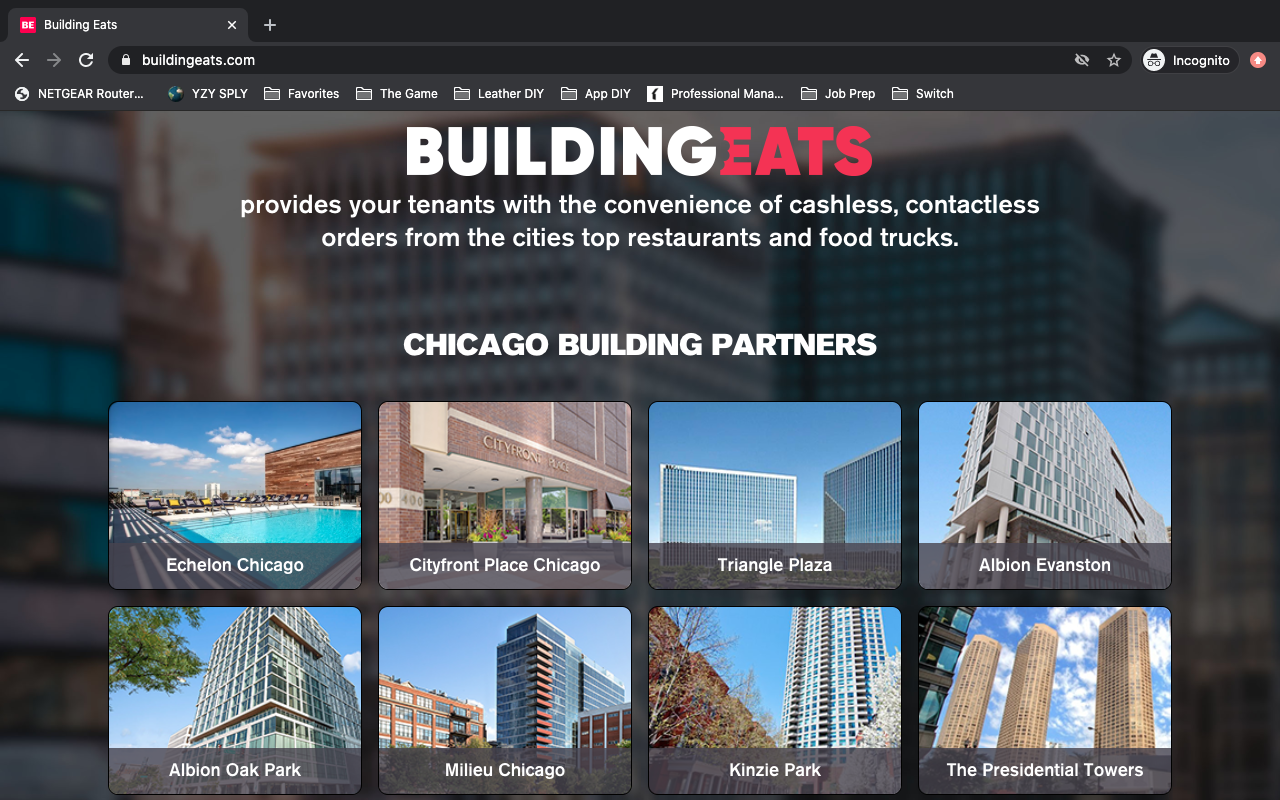 BE Building Eats
buildingeats.com
Incognito
NETGEAR Router... YZY SPLY Favorites The Game Leather DIY App DIY Professional Mana... Job Prep Switch
BUILDINGEATS
provides your tenants with the convenience of cashless, contactless
orders from the cities top restaurants and food trucks.
CHICAGO BUILDING PARTNERS
CITYFRONT PLACE
400
Echelon Chicago
Cityfront Place Chicago
Triangle Plaza
Albion Evanston
Albion Oak Park
Milieu Chicago
Kinzie Park
The Presidential Towers